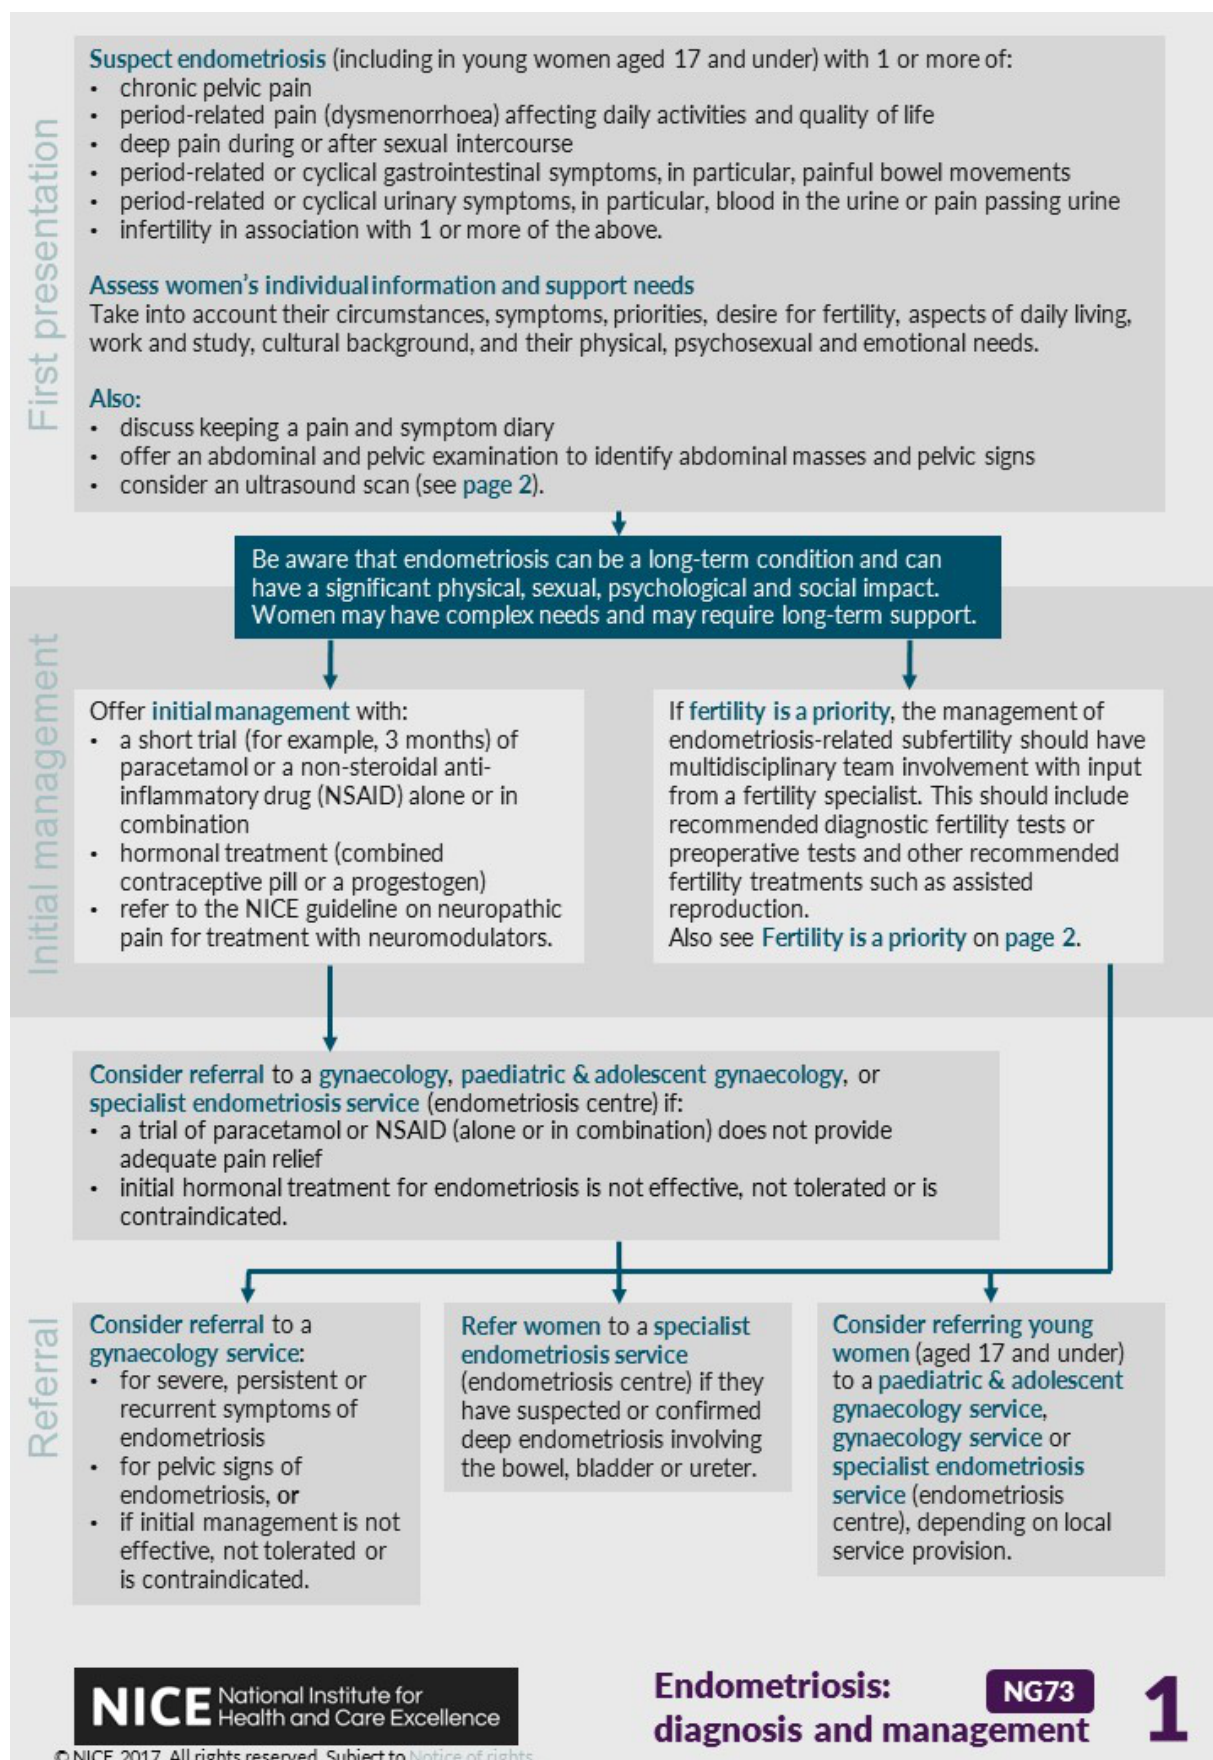 First presentation
Suspect endometriosis (including in young women aged 17 and under) with 1 or more of:
• chronic pelvic pain
• period-related pain (dysmenorrhoea) affecting daily activities and quality of life
• deep pain during or after sexual intercourse
• period-related or cyclical gastrointestinal symptoms, in particular, painful bowel movements
• period-related or cyclical urinary symptoms, in particular, blood in the urine or pain passing urine
• infertility in association with 1 or more of the above.
Assess women's individual information and support needs
Take into account their circumstances, symptoms, priorities, desire for fertility, aspects of daily living,
work and study, cultural background, and their physical, psychosexual and emotional needs.
Also:
• discuss keeping a pain and symptom diary
• offer an abdominal and pelvic examination to identify abdominal masses and pelvic signs
• consider an ultrasound scan (see page 2).
Be aware that endometriosis can be a long-term condition and can
have a significant physical, sexual, psychological and social impact.
Women may have complex needs and may require long-term support.
Initial management
Offer initial management with:
• a short trial (for example, 3 months) of
paracetamol or a non-steroidal anti-
inflammatory drug (NSAID) alone or in
combination
• hormonal treatment (combined
contraceptive pill or a progestogen)
• refer to the NICE guideline on neuropathic
pain for treatment with neuromodulators.
If fertility is a priority, the management of
endometriosis-related subfertility should have
multidisciplinary team involvement with input
from a fertility specialist. This should include
recommended diagnostic fertility tests or
preoperative tests and other recommended
fertility treatments such as assisted
reproduction.
Also see Fertility is a priority on page 2.
Referral
Consider referral to a gynaecology, paediatric & adolescent gynaecology, or
specialist endometriosis service (endometriosis centre) if:
• a trial of paracetamol or NSAID (alone or in combination) does not provide
adequate pain relief
• initial hormonal treatment for endometriosis is not effective, not tolerated or is
contraindicated.
Consider referral to a
gynaecology service:
• for severe, persistent or
recurrent symptoms of
endometriosis
• for pelvic signs of
endometriosis, or
• if initial management is not
effective, not tolerated or
is contraindicated.
Refer women to a specialist
endometriosis service
(endometriosis centre) if they
have suspected or confirmed
deep endometriosis involving
the bowel, bladder or ureter.
Consider referring young
women (aged 17 and under)
to a paediatric & adolescent
gynaecology service,
gynaecology service or
specialist endometriosis
service (endometriosis
centre), depending on local
service provision.
NICE National Institute for
Health and Care Excellence
Endometriosis:
diagnosis and management
NG73
1
© NICE 2017. All rights reserved. Subject to Notice of rights